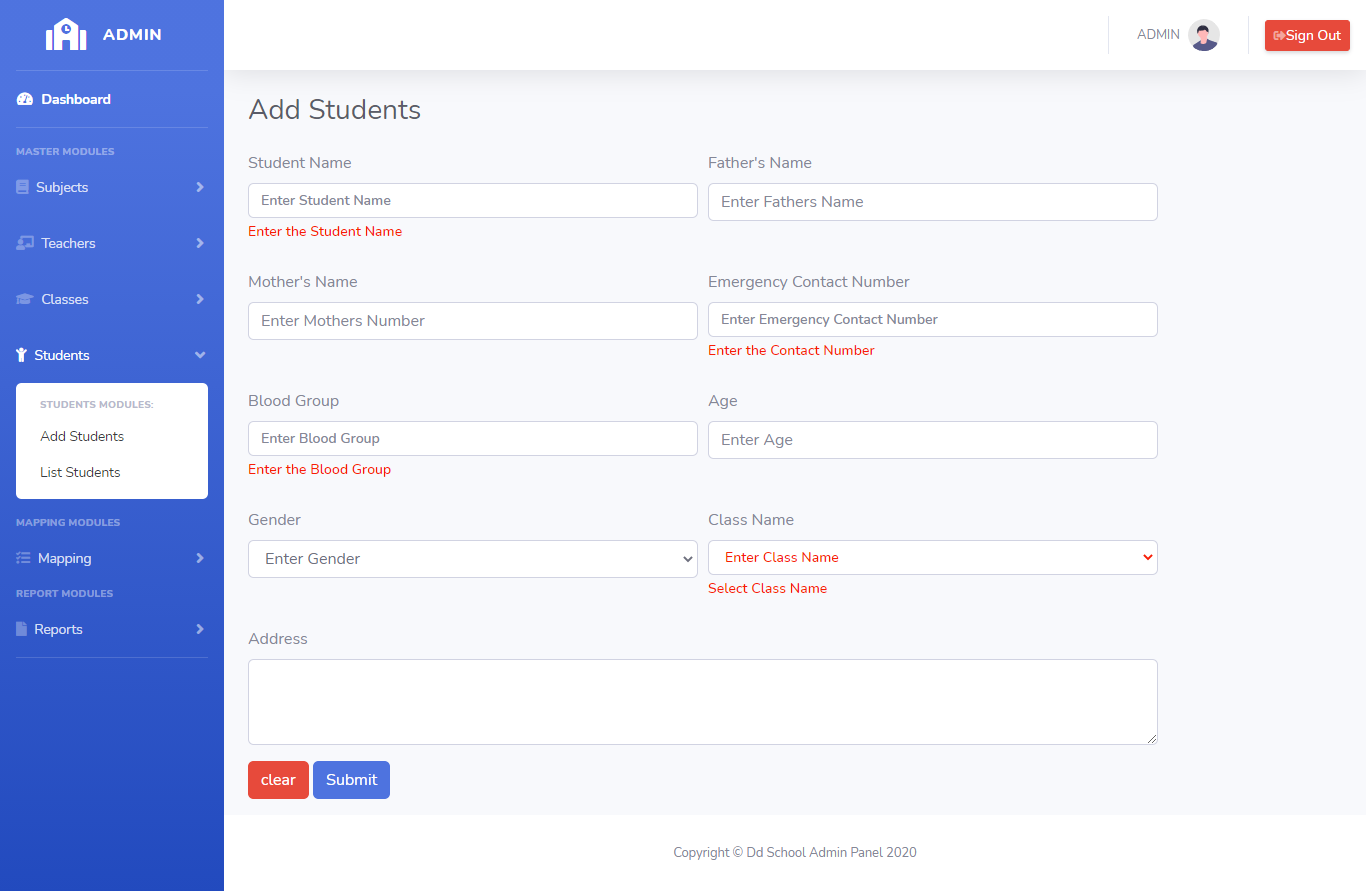 ADMIN
ADMIN
Sign Out
Dashboard
MASTER MODULES
Subjects
Teachers
Classes
Students
STUDENTS MODULES:
Add Students
List Students
MAPPING MODULES
Mapping
REPORT MODULES
Reports
Add Students
Student Name
Father's Name
Enter Student Name
Enter Fathers Name
Enter the Student Name
Mother's Name
Emergency Contact Number
Enter Mothers Number
Enter Emergency Contact Number
Enter the Contact Number
Blood Group
Age
Enter Blood Group
Enter Age
Enter the Blood Group
Gender
Class Name
Enter Gender
Enter Class Name
Select Class Name
Address
clear
Submit
Copyright © Dd School Admin Panel 2020